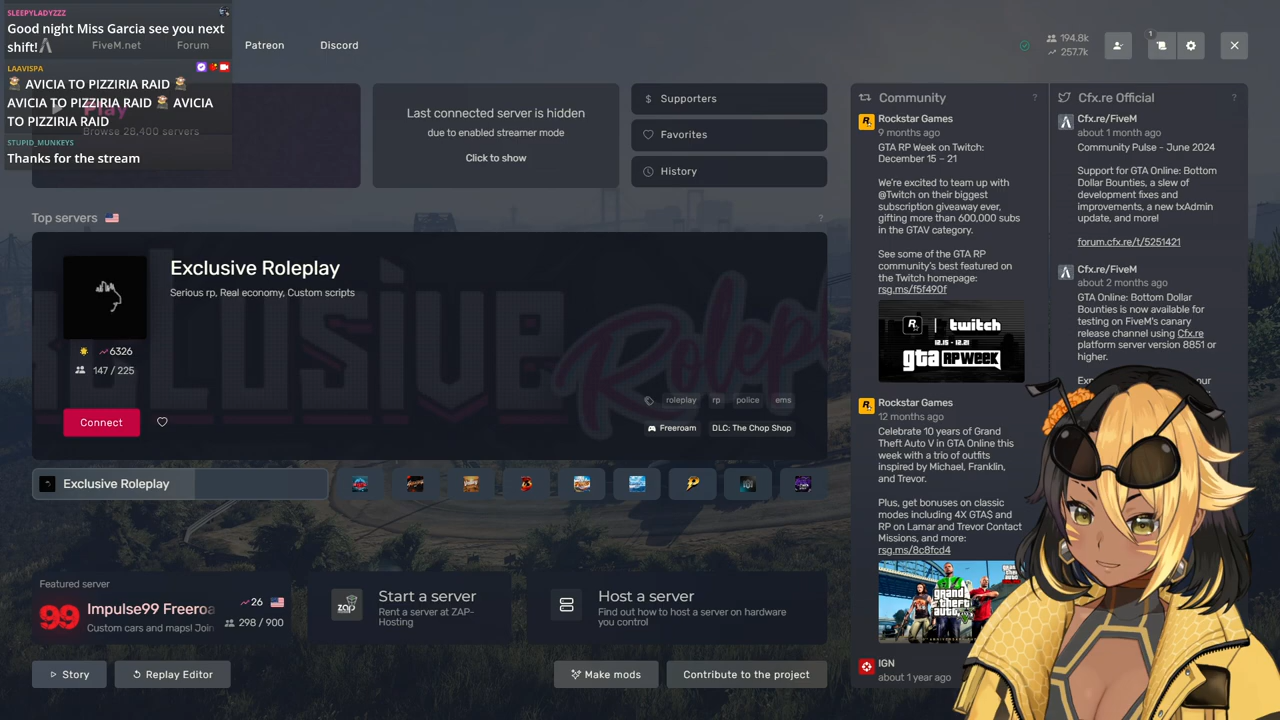 SLEEPYLADYZZZ
Good night Miss Garcia see you next
shift!
FiveM.net
Forum
Patreon
Discord
LAAVISPA
AVICIA TO PIZZIRIA RAID
AVICIA TO PIZZIRIA RAID AVICIA
TO PIZZIRIA RAID
STUPID_MUNKEYS
Thanks for the stream
Play
Browse 28,400 servers
194.8k
257.7k
1
Last connected server is hidden
due to enabled streamer mode
Click to show
$ Supporters
Favorites
History
Top servers
?
Exclusive Roleplay
Serious rp, Real economy, Custom scripts
6326
147 / 225
Connect
roleplay
rp
police
ems
Freeroam
DLC: The Chop Shop
Exclusive Roleplay
Featured server
99
Impulse99 Freeroa
Custom cars and maps! Join
26
298 / 900
ZAP
Start a server
Rent a server at ZAP-
Hosting
Host a server
Find out how to host a server on hardware
you control
Story
Replay Editor
Make mods
Contribute to the project
Community
?
Rockstar Games
9 months ago
GTA RP Week on Twitch:
December 15 – 21
We're excited to team up with
@Twitch on their biggest
subscription giveaway ever,
gifting more than 600,000 subs
in the GTAV category.
See some of the GTA RP
community's best featured on
the Twitch homepage:
rsg.ms/f5f490f
R* | twitch
12.15 - 12.21
gta RP WEEK
Rockstar Games
12 months ago
Celebrate 10 years of Grand
Theft Auto V in GTA Online this
week with a trio of outfits
inspired by Michael, Franklin,
and Trevor.
Plus, get bonuses on classic
modes including 4X GTA$ and
RP on Lamar and Trevor Contact
Missions, and more:
rsg.ms/8c8fcd4
grand
theft
auto
IGN
about 1 year ago
Cfx.re Official
?
Cfx.re/FiveM
about 1 month ago
Community Pulse - June 2024
Support for GTA Online: Bottom
Dollar Bounties, a slew of
development fixes and
improvements, a new txAdmin
update, and more!
forum.cfx.re/t/5251421
Cfx.re/FiveM
about 2 months ago
GTA Online: Bottom Dollar
Bounties is now available for
testing on FiveM's canary
release channel using Cfx.re
platform server version 8851 or
higher.